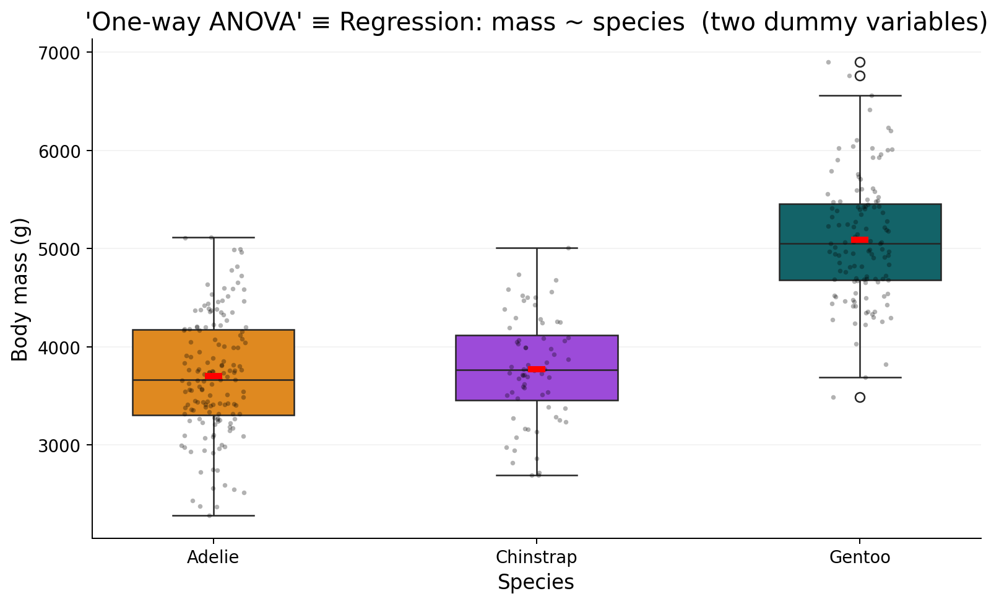 'One-way ANOVA' ≡ Regression: mass ~ species  (two dummy variables)
7000
6000
5000
4000
3000
Body mass (g)
Adelie
Chinstrap
Gentoo
Species